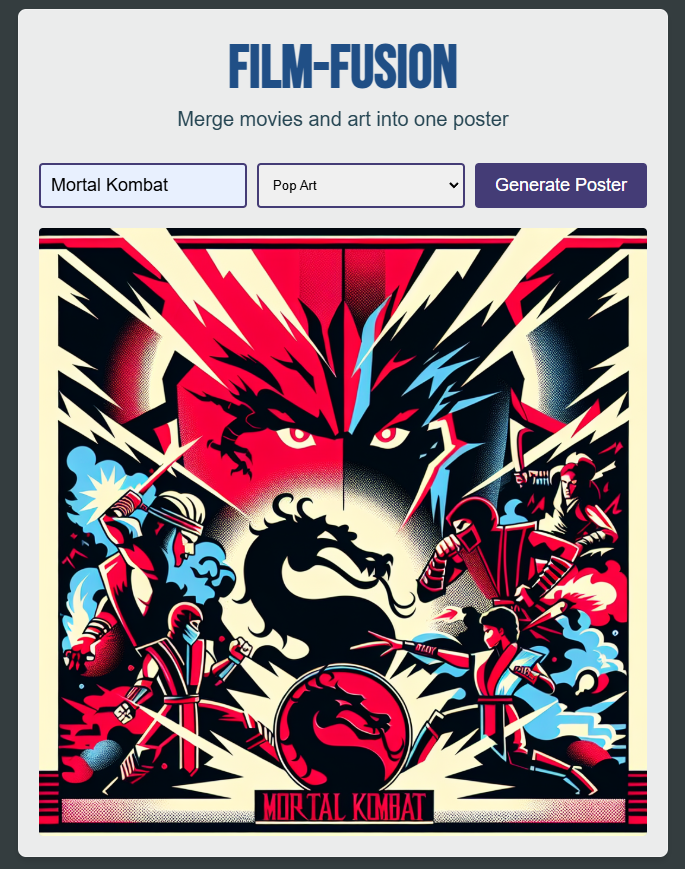 FILM-FUSION
Merge movies and art into one poster
Mortal Kombat
Pop Art
Generate Poster
MORTAL KOMBAT